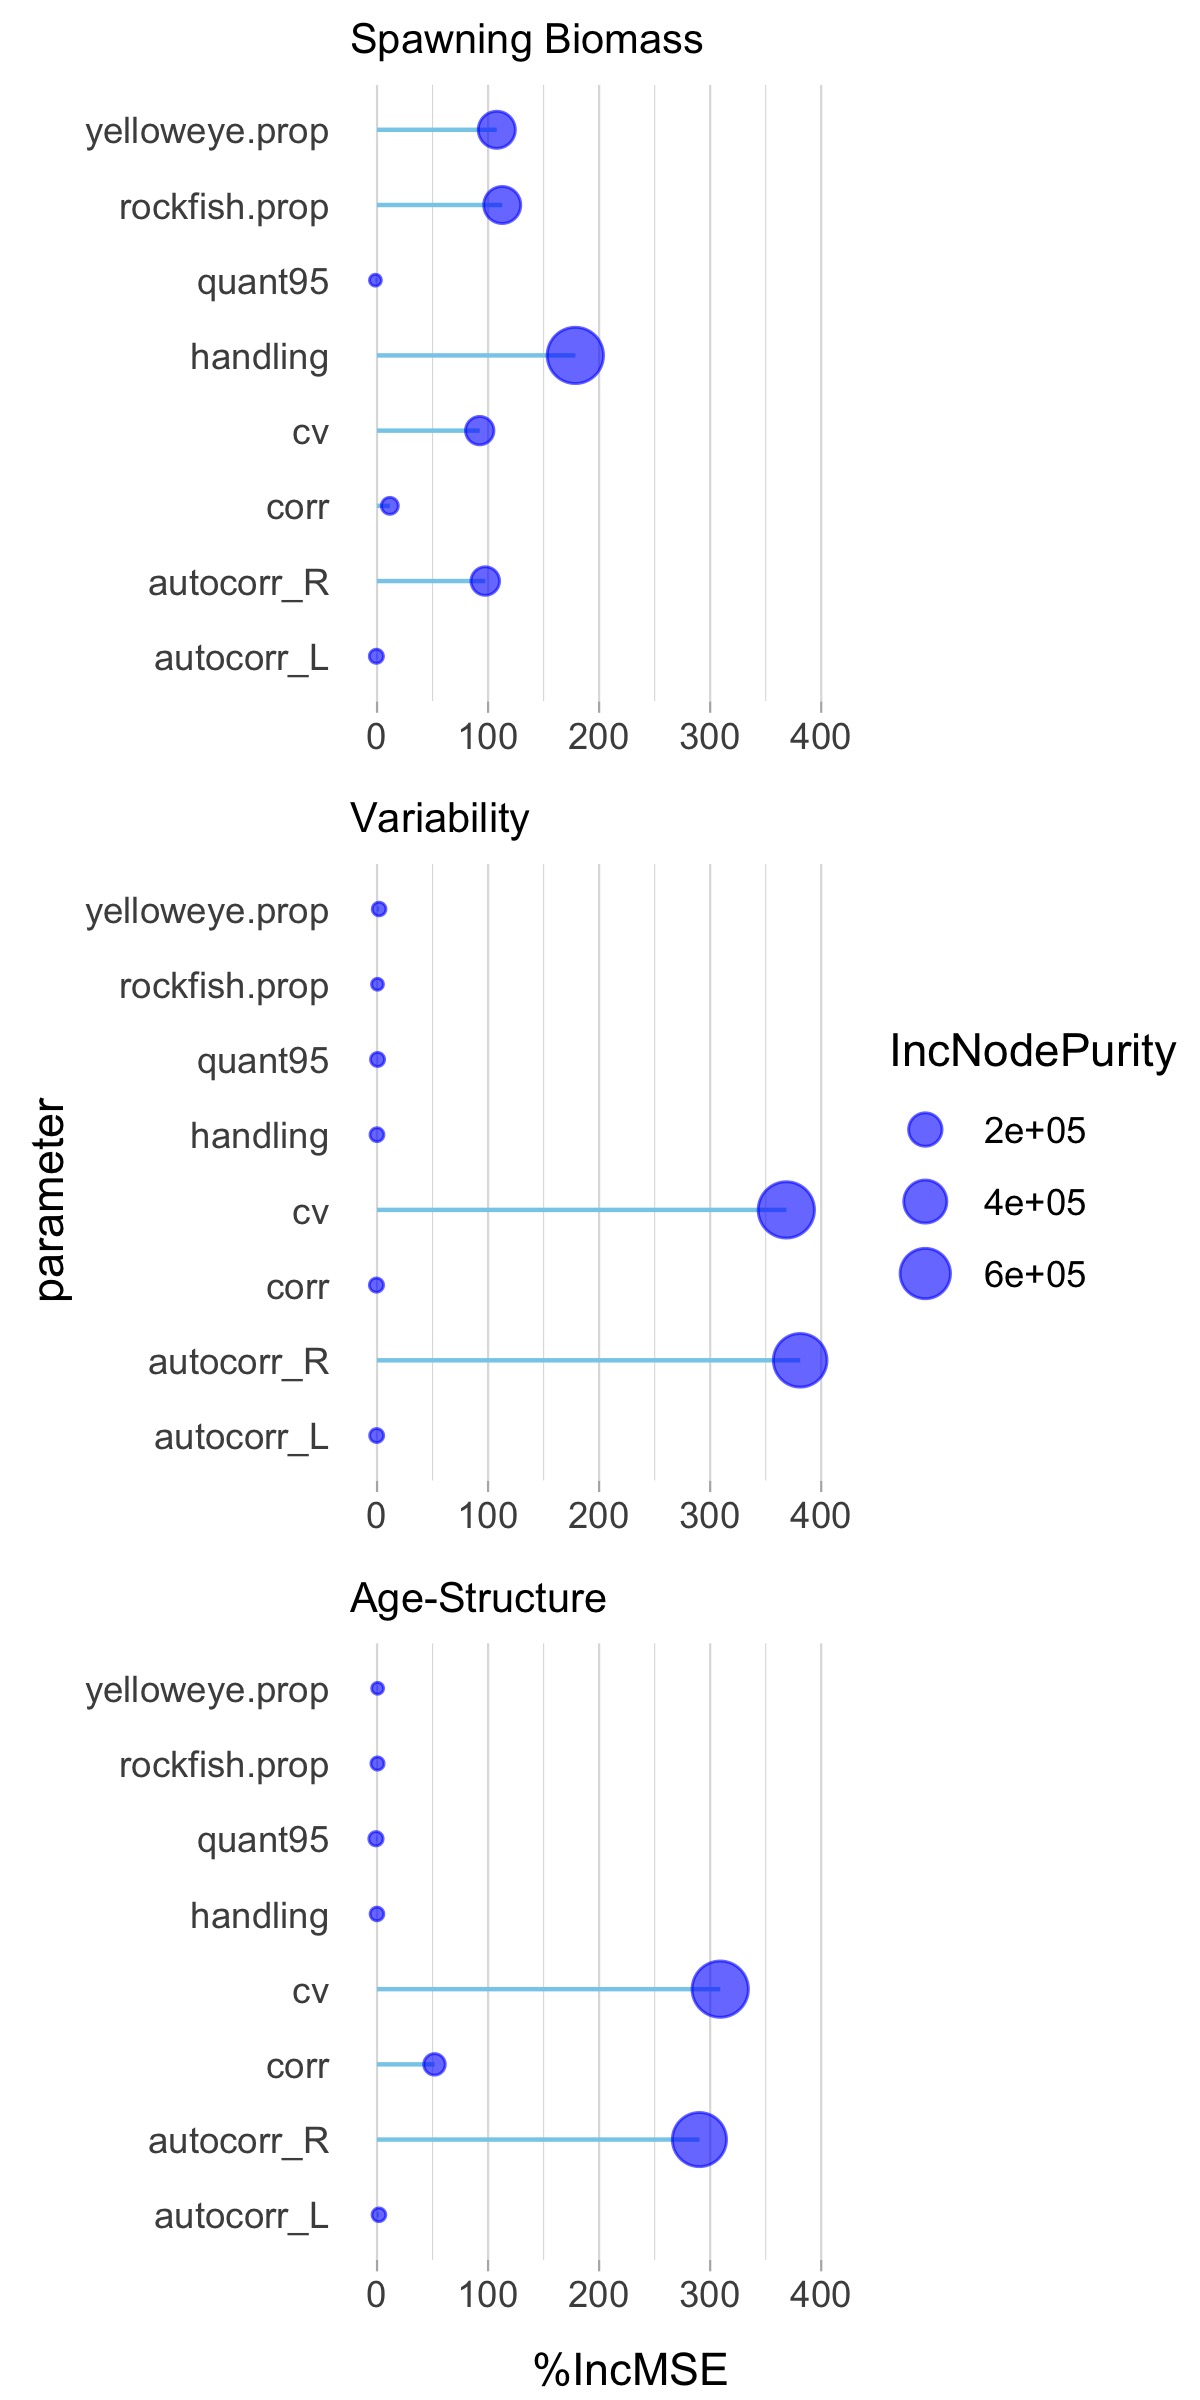 Spawning Biomass
yelloweye.prop
rockfish.prop
quant95
handling
cv
corr
autocorr_R
autocorr_L
0 100 200 300 400
Variability
yelloweye.prop
rockfish.prop
quant95
handling
cv
corr
autocorr_R
autocorr_L
0 100 200 300 400
parameter
IncNodePurity
2e+05
4e+05
6e+05
Age-Structure
yelloweye.prop
rockfish.prop
quant95
handling
cv
corr
autocorr_R
autocorr_L
0 100 200 300 400
%IncMSE